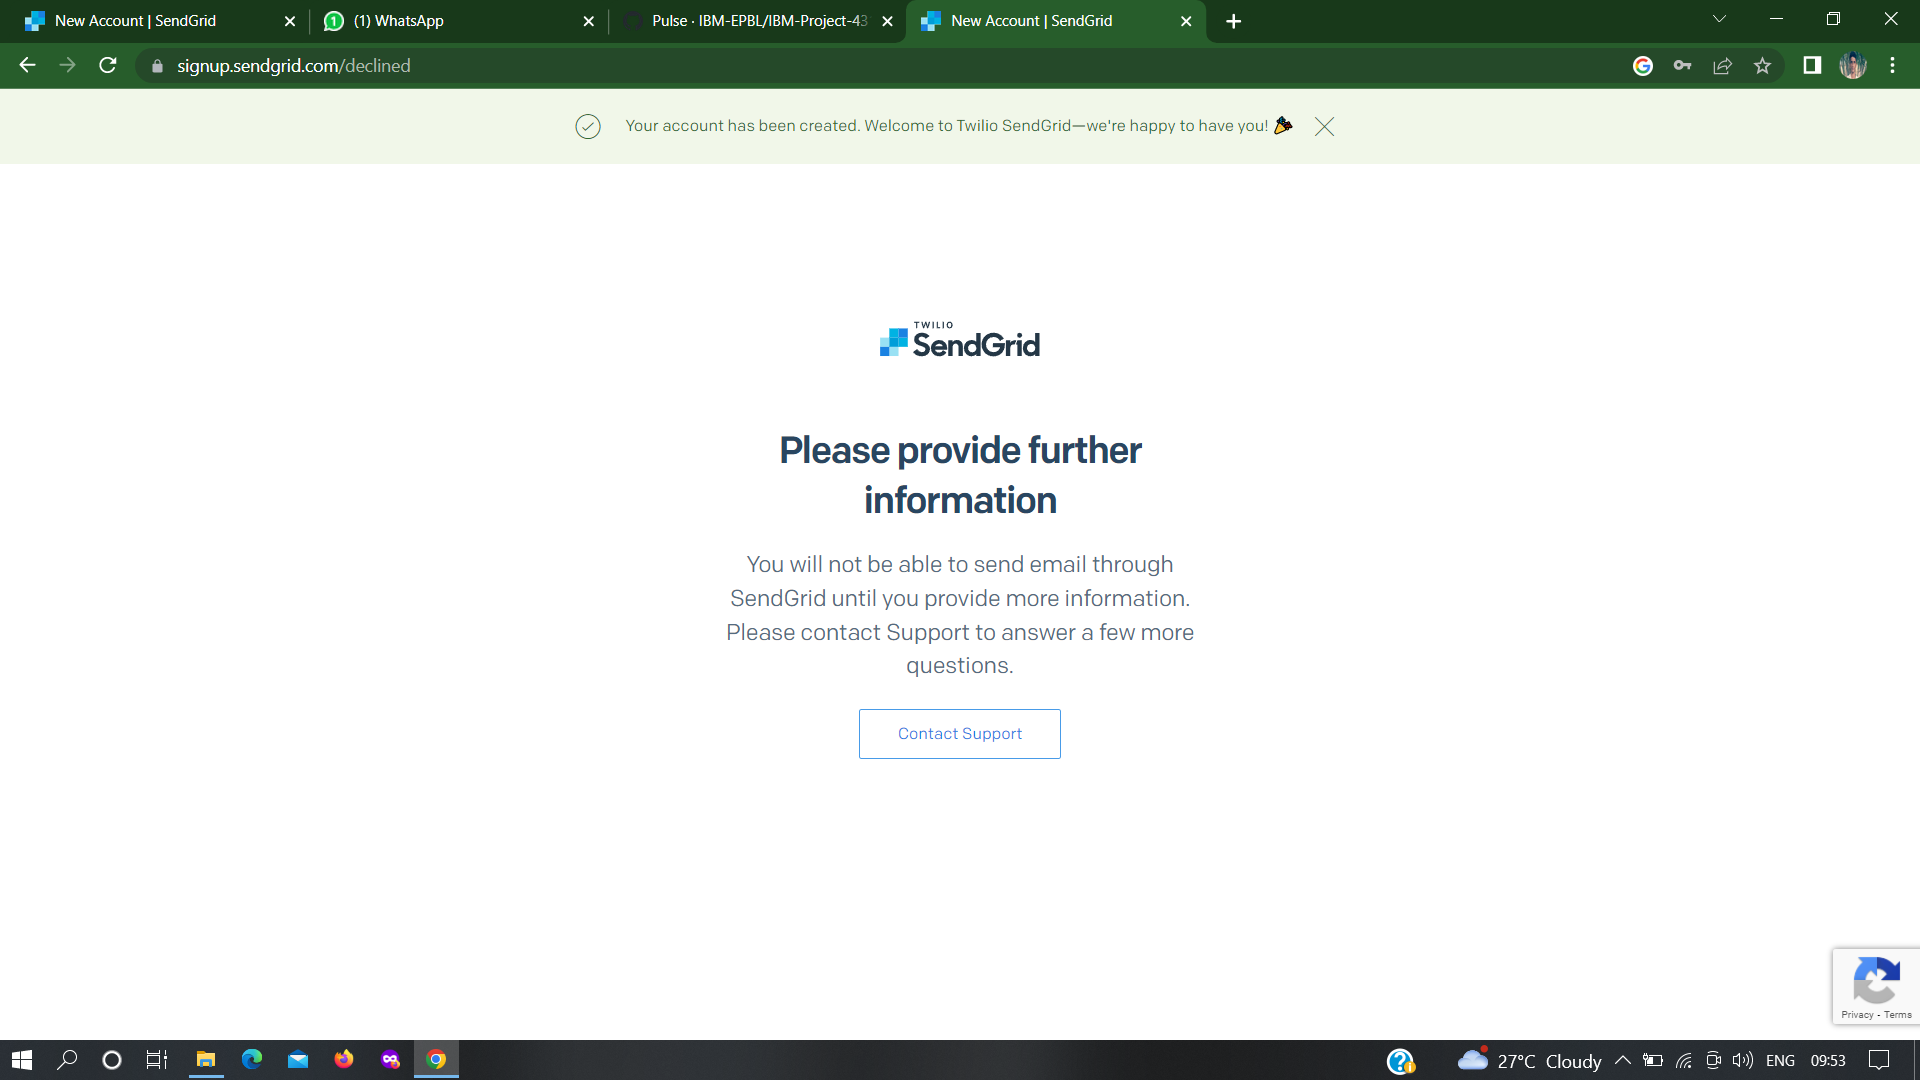 New Account | SendGrid
(1) WhatsApp
Pulse · IBM-EPBL/IBM-Project-43
New Account | SendGrid
signup.sendgrid.com/declined
Your account has been created. Welcome to Twilio SendGrid—we're happy to have you! 🎉
TWILIO
SendGrid
Please provide further
information
You will not be able to send email through
SendGrid until you provide more information.
Please contact Support to answer a few more
questions.
Contact Support
Privacy - Terms
27°C Cloudy
ENG
09:53